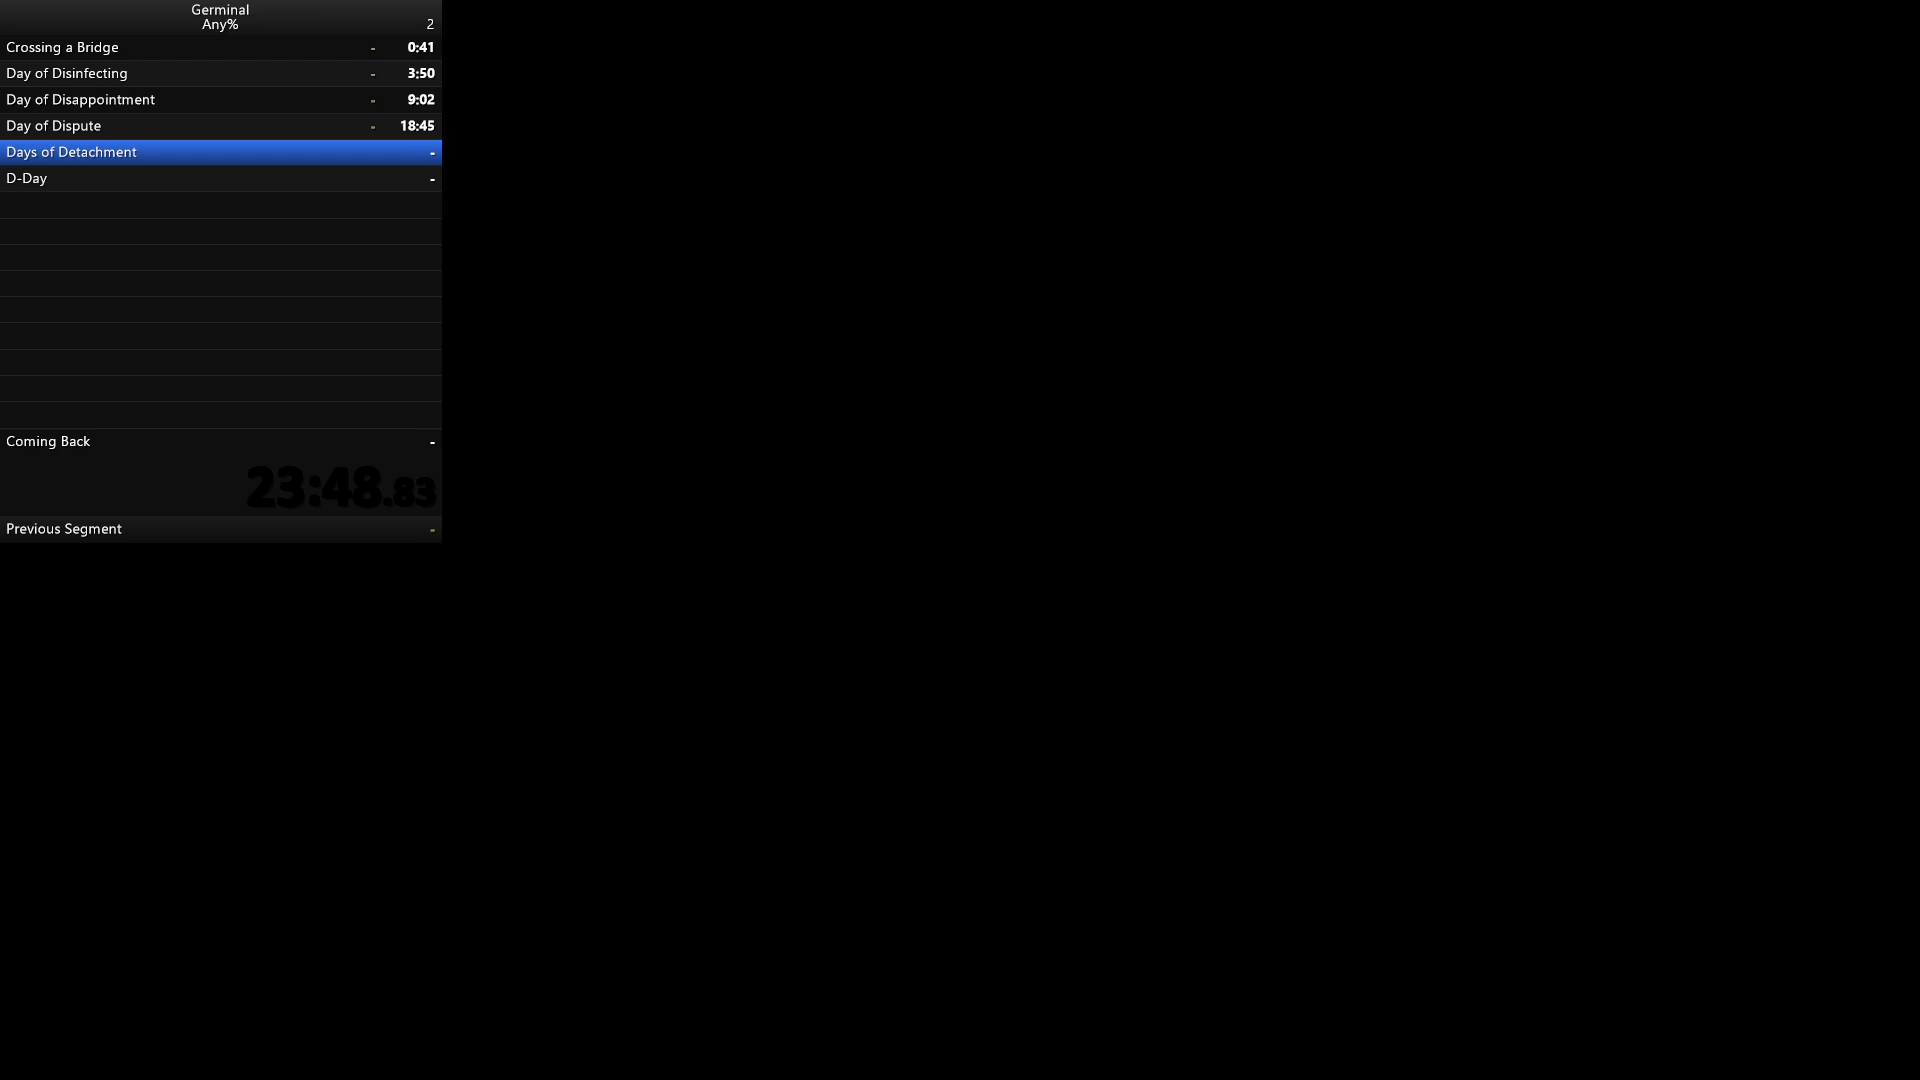 Germinal
Any% 2
Crossing a Bridge - 0:41
Day of Disinfecting - 3:50
Day of Disappointment - 9:02
Day of Dispute - 18:45
Days of Detachment -
D-Day -
Coming Back -
23:48.83
Previous Segment -